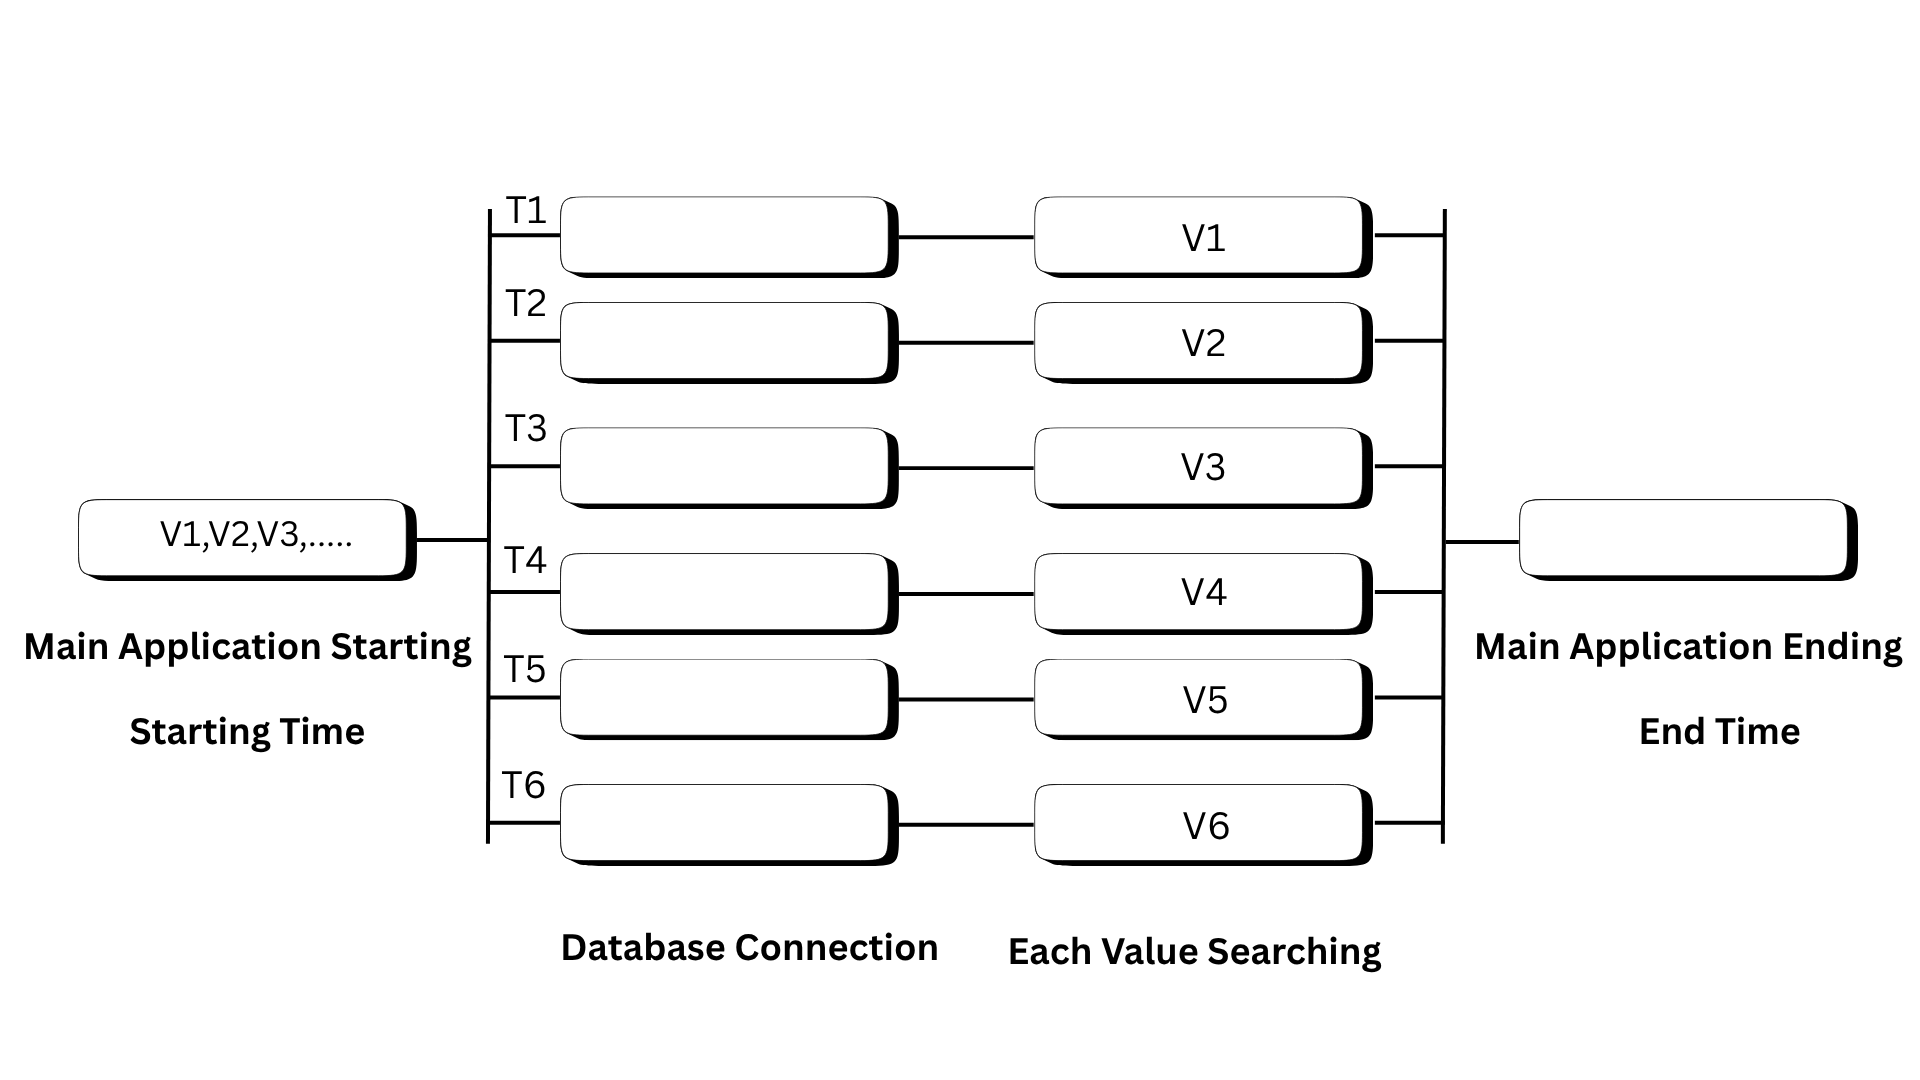 T1
V1
T2
V2
T3
V3
V1,V2,V3,.....
T4
V4
Main Application Starting
Main Application Ending
T5
V5
Starting Time
End Time
T6
V6
Database Connection
Each Value Searching